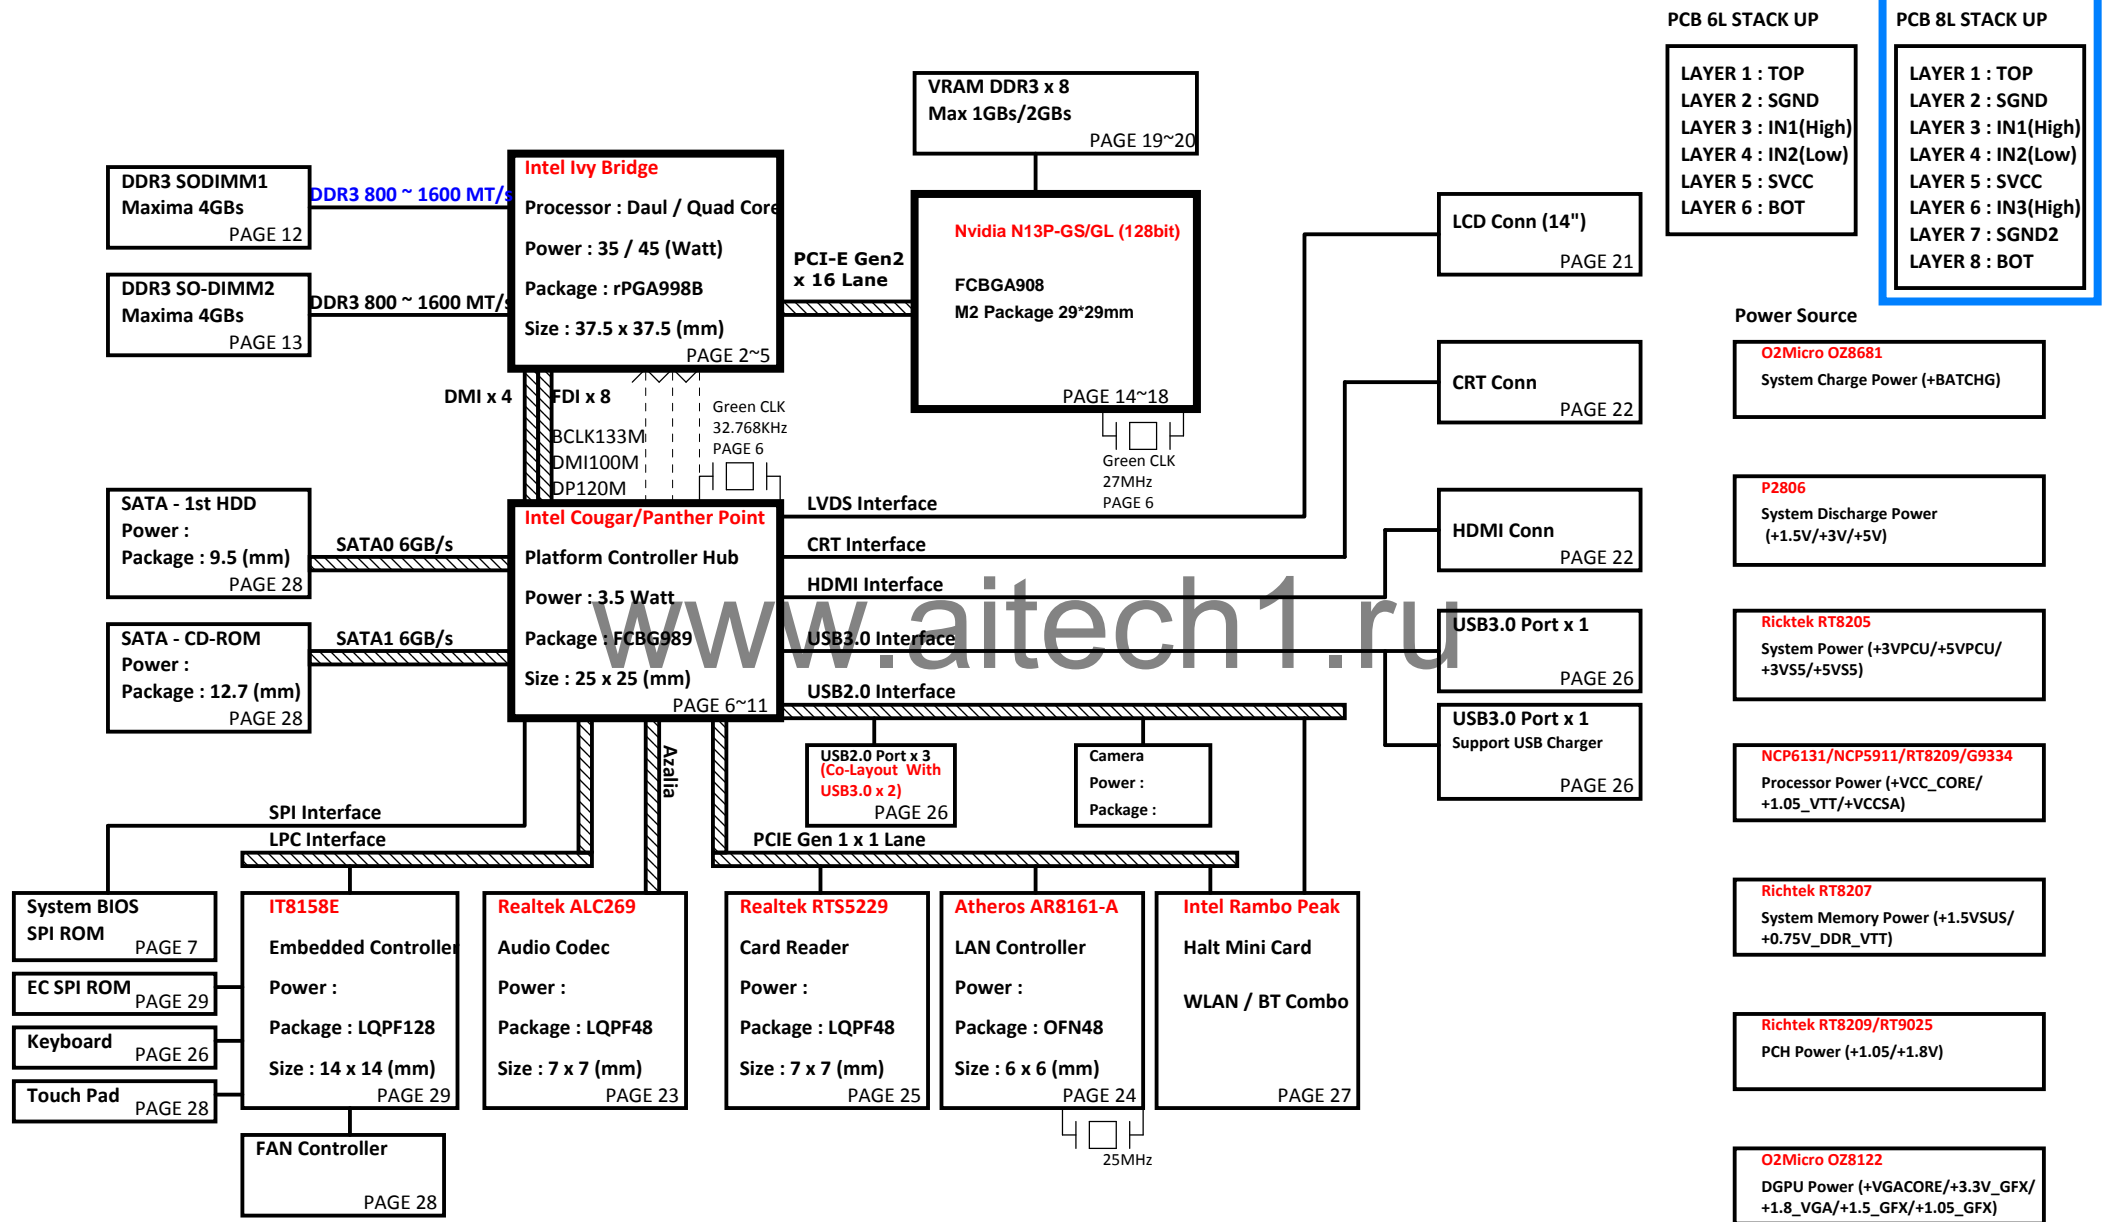 PCB 6L STACK UP
LAYER 1 : TOP
LAYER 2 : SGND
LAYER 3 : IN1(High)
LAYER 4 : IN2(Low)
LAYER 5 : SVCC
LAYER 6 : BOT
PCB 8L STACK UP
LAYER 1 : TOP
LAYER 2 : SGND
LAYER 3 : IN1(High)
LAYER 4 : IN2(Low)
LAYER 5 : SVCC
LAYER 6 : IN3(High)
LAYER 7 : SGND2
LAYER 8 : BOT
VRAM DDR3 x 8
Max 1GBs/2GBs
PAGE 19~20
DDR3 SODIMM1
Maxima 4GBs
PAGE 12
DDR3 800 ~ 1600 MT/s
DDR3 SO-DIMM2
Maxima 4GBs
PAGE 13
DDR3 800 ~ 1600 MT/s
Intel Ivy Bridge
Processor : Daul / Quad Core
Power : 35 / 45 (Watt)
Package : rPGA998B
Size : 37.5 x 37.5 (mm)
PAGE 2~5
PCI-E Gen2
x 16 Lane
Nvidia N13P-GS/GL (128bit)
FCBGA908
M2 Package 29*29mm
PAGE 14~18
Green CLK
27MHz
PAGE 6
LCD Conn (14")
PAGE 21
CRT Conn
PAGE 22
HDMI Conn
PAGE 22
USB3.0 Port x 1
PAGE 26
USB3.0 Port x 1
Support USB Charger
PAGE 26
DMI x 4
FDI x 8
BCLK133M
DMI100M
DP120M
Green CLK
32.768KHz
PAGE 6
SATA - 1st HDD
Power :
Package : 9.5 (mm)
PAGE 28
SATA0 6GB/s
SATA - CD-ROM
Power :
Package : 12.7 (mm)
PAGE 28
SATA1 6GB/s
Intel Cougar/Panther Point
Platform Controller Hub
Power : 3.5 Watt
Package : FCBG989
Size : 25 x 25 (mm)
PAGE 6~11
LVDS Interface
CRT Interface
HDMI Interface
USB3.0 Interface
USB2.0 Interface
www.aitech1.ru
USB2.0 Port x 3
(Co-Layout With
USB3.0 x 2)
PAGE 26
Camera
Power :
Package :
Azalia
SPI Interface
LPC Interface
PCIE Gen 1 x 1 Lane
System BIOS
SPI ROM
PAGE 7
EC SPI ROM
PAGE 29
Keyboard
PAGE 26
Touch Pad
PAGE 28
IT8158E
Embedded Controller
Power :
Package : LQPF128
Size : 14 x 14 (mm)
PAGE 29
FAN Controller
PAGE 28
Realtek ALC269
Audio Codec
Power :
Package : LQPF48
Size : 7 x 7 (mm)
PAGE 23
Realtek RTS5229
Card Reader
Power :
Package : LQPF48
Size : 7 x 7 (mm)
PAGE 25
Atheros AR8161-A
LAN Controller
Power :
Package : OFN48
Size : 6 x 6 (mm)
PAGE 24
25MHz
Intel Rambo Peak
Halt Mini Card
WLAN / BT Combo
PAGE 27
Power Source
O2Micro OZ8681
System Charge Power (+BATCHG)
P2806
System Discharge Power
(+1.5V/+3V/+5V)
Ricktek RT8205
System Power (+3VPCU/+5VPCU/
+3VS5/+5VS5)
NCP6131/NCP5911/RT8209/G9334
Processor Power (+VCC_CORE/
+1.05_VTT/+VCCSA)
Richtek RT8207
System Memory Power (+1.5VSUS/
+0.75V_DDR_VTT)
Richtek RT8209/RT9025
PCH Power (+1.05/+1.8V)
O2Micro OZ8122
DGPU Power (+VGACORE/+3.3V_GFX/
+1.8_VGA/+1.5_GFX/+1.05_GFX)